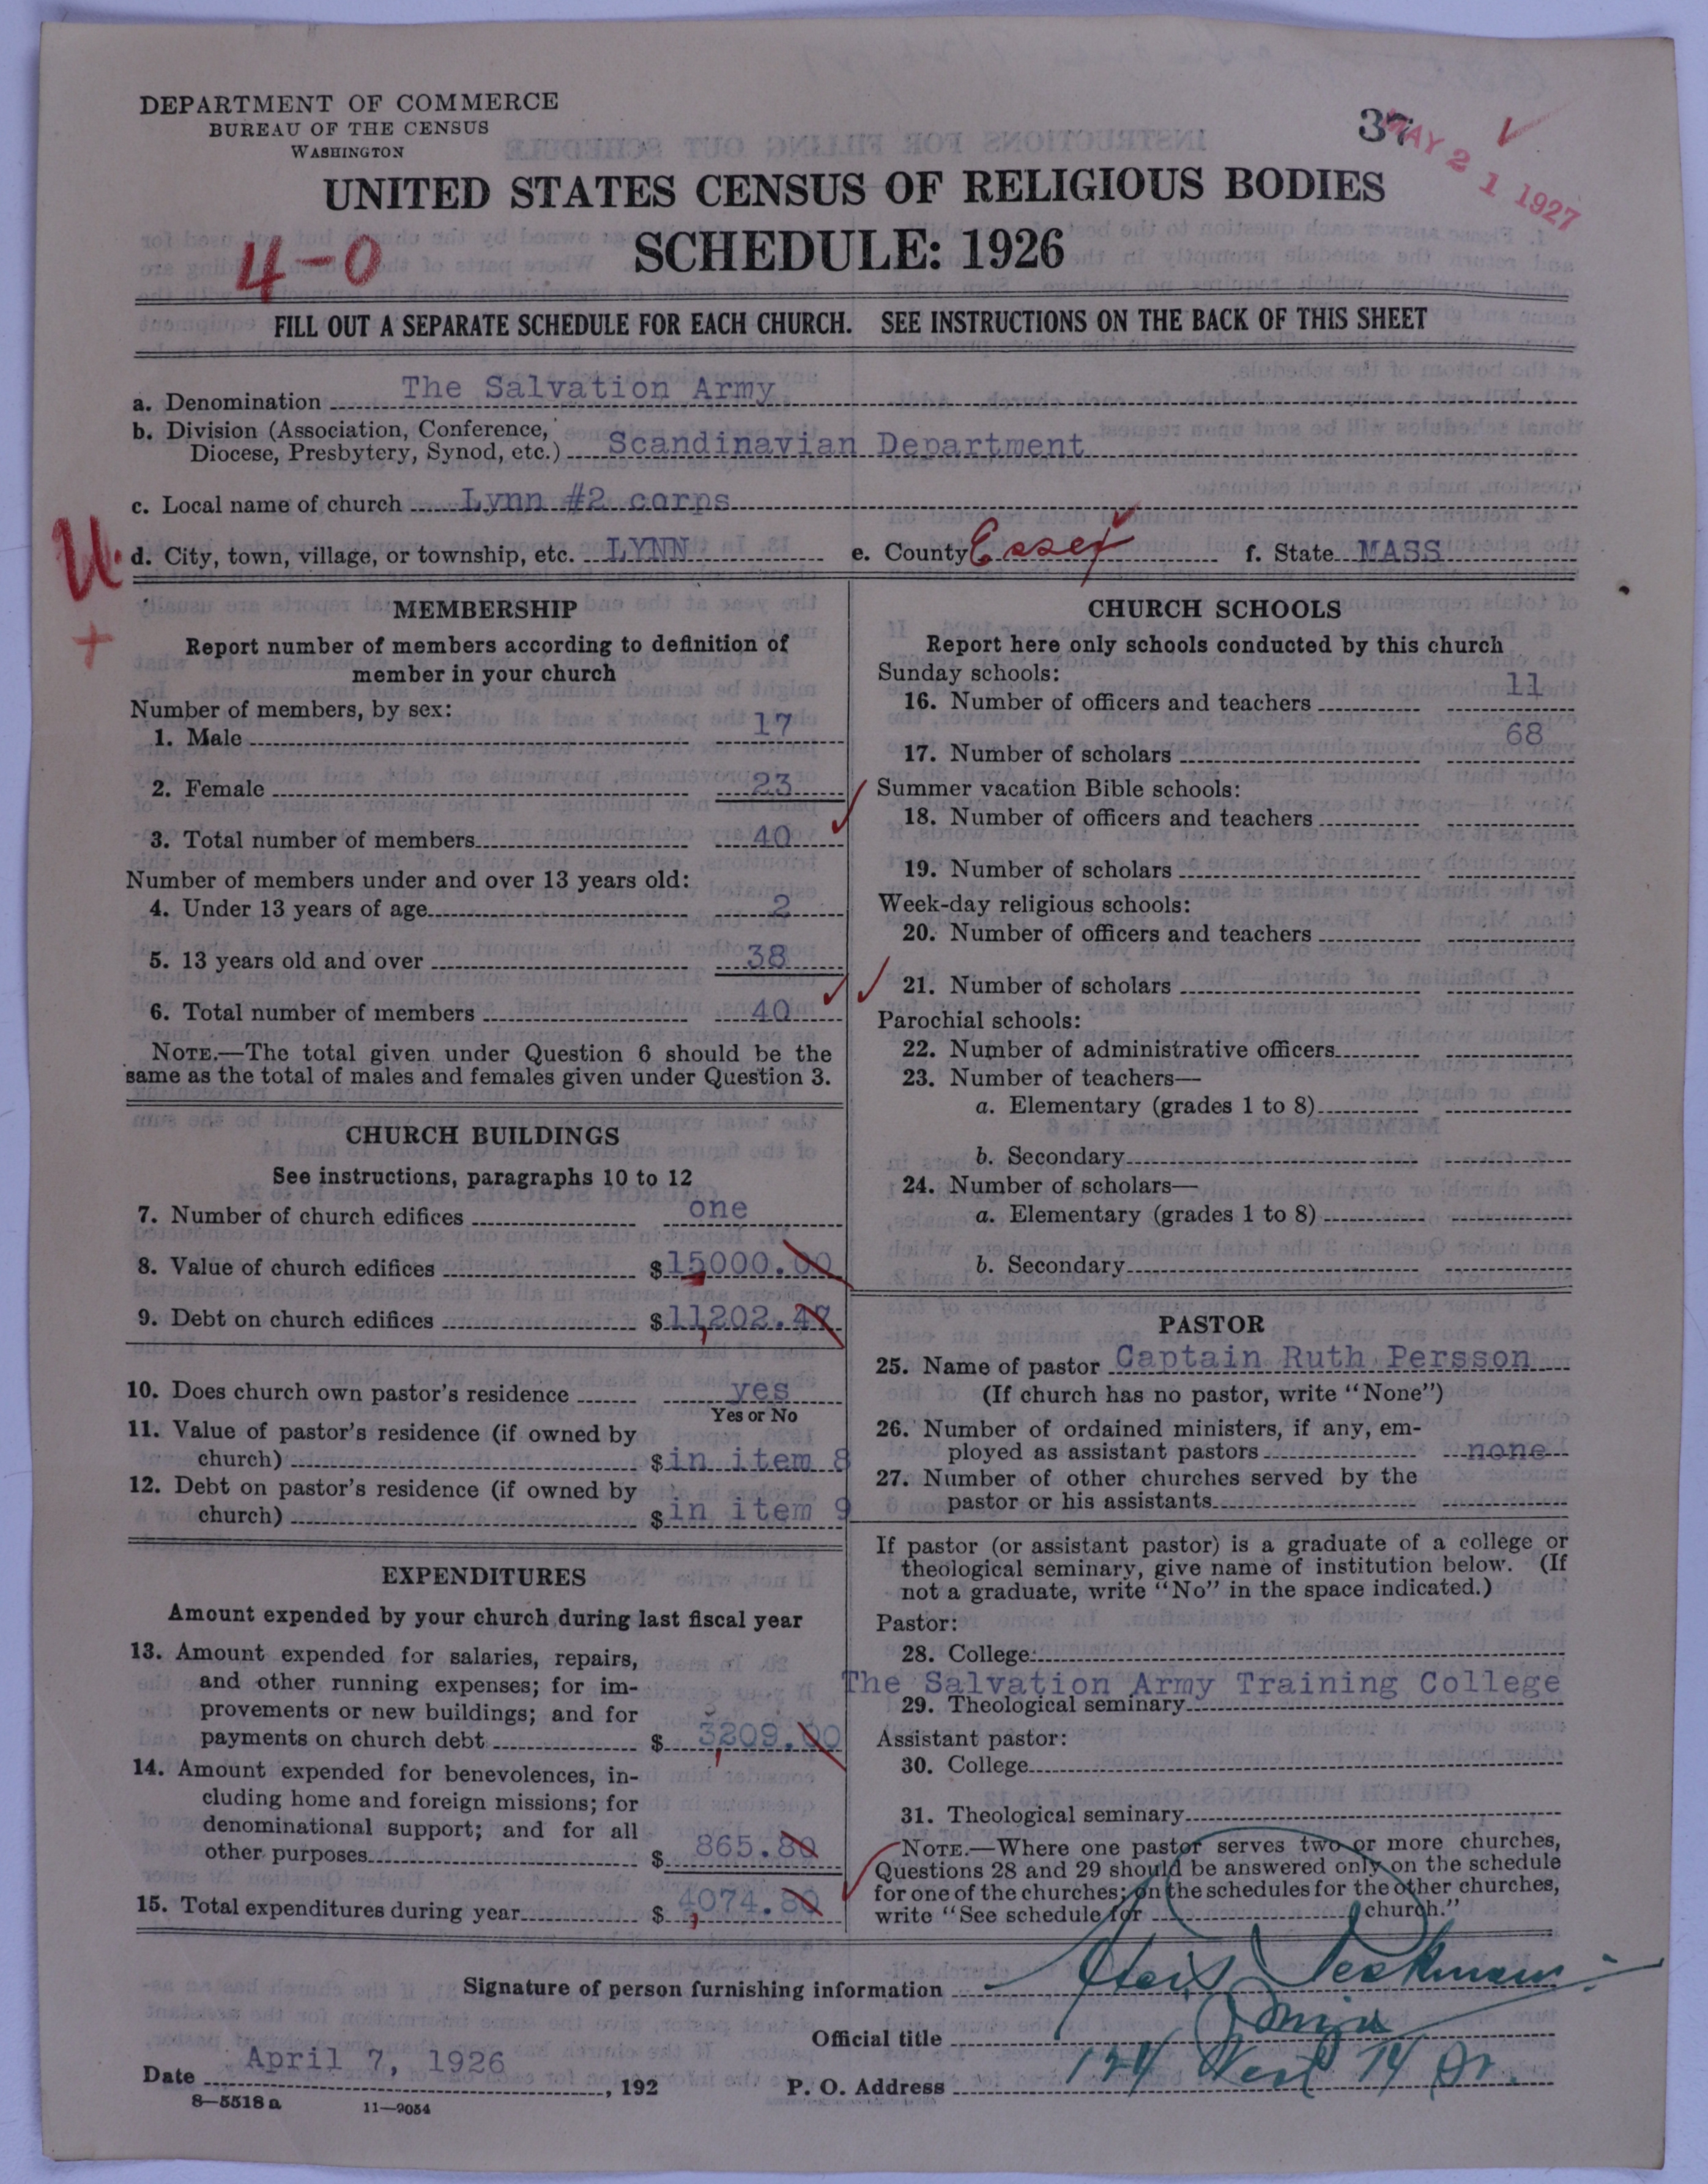 DEPARTMENT OF COMMERCE
BUREAU OF THE CENSUS
WASHINGTON
37
MAY 21 1927
UNITED STATES CENSUS OF RELIGIOUS BODIES
4-0
SCHEDULE: 1926
FILL OUT A SEPARATE SCHEDULE FOR EACH CHURCH. SEE INSTRUCTIONS ON THE BACK OF THIS SHEET
a. Denomination The Salvation Army
b. Division (Association, Conference,
Diocese, Presbytery, Synod, etc.) Scandinavian Department
c. Local name of church Lynn #2 corps
U
d. City, town, village, or township, etc. LYNN e. County Essex f. State MASS
+
MEMBERSHIP
Report number of members according to definition of
member in your church
Number of members, by sex:
1. Male 17
2. Female 23
3. Total number of members 40
Number of members under and over 13 years old:
4. Under 13 years of age 2
5. 13 years old and over 38
6. Total number of members 40
NOTE.—The total given under Question 6 should be the
same as the total of males and females given under Question 3.
CHURCH BUILDINGS
See instructions, paragraphs 10 to 12
7. Number of church edifices one
8. Value of church edifices $15000.00
9. Debt on church edifices $11,202.47
10. Does church own pastor's residence yes
Yes or No
11. Value of pastor's residence (if owned by
church) $in item 8
12. Debt on pastor's residence (if owned by
church) $in item 9
EXPENDITURES
Amount expended by your church during last fiscal year
13. Amount expended for salaries, repairs,
and other running expenses; for im-
provements or new buildings; and for
payments on church debt $ 3,209.00
14. Amount expended for benevolences, in-
cluding home and foreign missions; for
denominational support; and for all
other purposes $ 865.80
15. Total expenditures during year $ 4,074.80
CHURCH SCHOOLS
Report here only schools conducted by this church
Sunday schools:
16. Number of officers and teachers 11
17. Number of scholars 68
Summer vacation Bible schools:
18. Number of officers and teachers
19. Number of scholars
Week-day religious schools:
20. Number of officers and teachers
21. Number of scholars
Parochial schools:
22. Number of administrative officers
23. Number of teachers—
a. Elementary (grades 1 to 8)
b. Secondary
24. Number of scholars—
a. Elementary (grades 1 to 8)
b. Secondary
PASTOR
25. Name of pastor Captain Ruth Persson
(If church has no pastor, write "None")
26. Number of ordained ministers, if any, em-
ployed as assistant pastors none
27. Number of other churches served by the
pastor or his assistants
If pastor (or assistant pastor) is a graduate of a college or
theological seminary, give name of institution below. (If
not a graduate, write "No" in the space indicated.)
Pastor:
28. College:
The Salvation Army Training College
29. Theological seminary
Assistant pastor:
30. College
31. Theological seminary
NOTE.—Where one pastor serves two or more churches,
Questions 28 and 29 should be answered only on the schedule
for one of the churches; on the schedules for the other churches,
write "See schedule for church."
Signature of person furnishing information
Official title
Date April 7, 1926 , 192
P. O. Address 124 West 14 St.
8—5518 a 11—9054